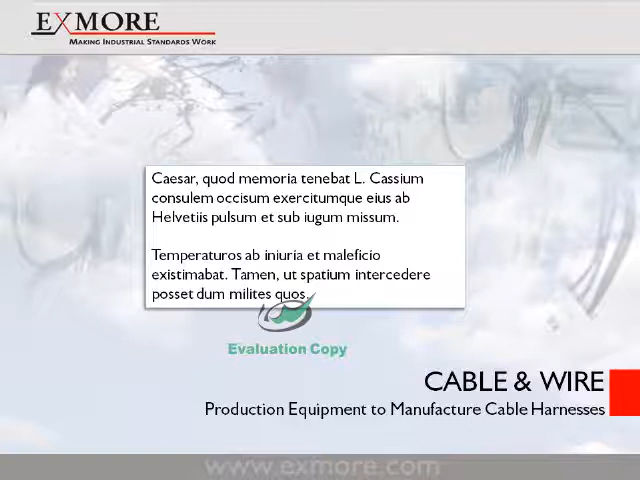 EXMORE
MAKING INDUSTRIAL STANDARDS WORK
Caesar, quod memoria tenebat L. Cassium
consulem occisum exercitumque eius ab
Helvetiis pulsum et sub iugum missum.
Temperaturos ab iniuria et maleficio
existimabat. Tamen, ut spatium intercedere
posset dum milites quos.
Evaluation Copy
CABLE & WIRE
Production Equipment to Manufacture Cable Harnesses
www.exmore.com